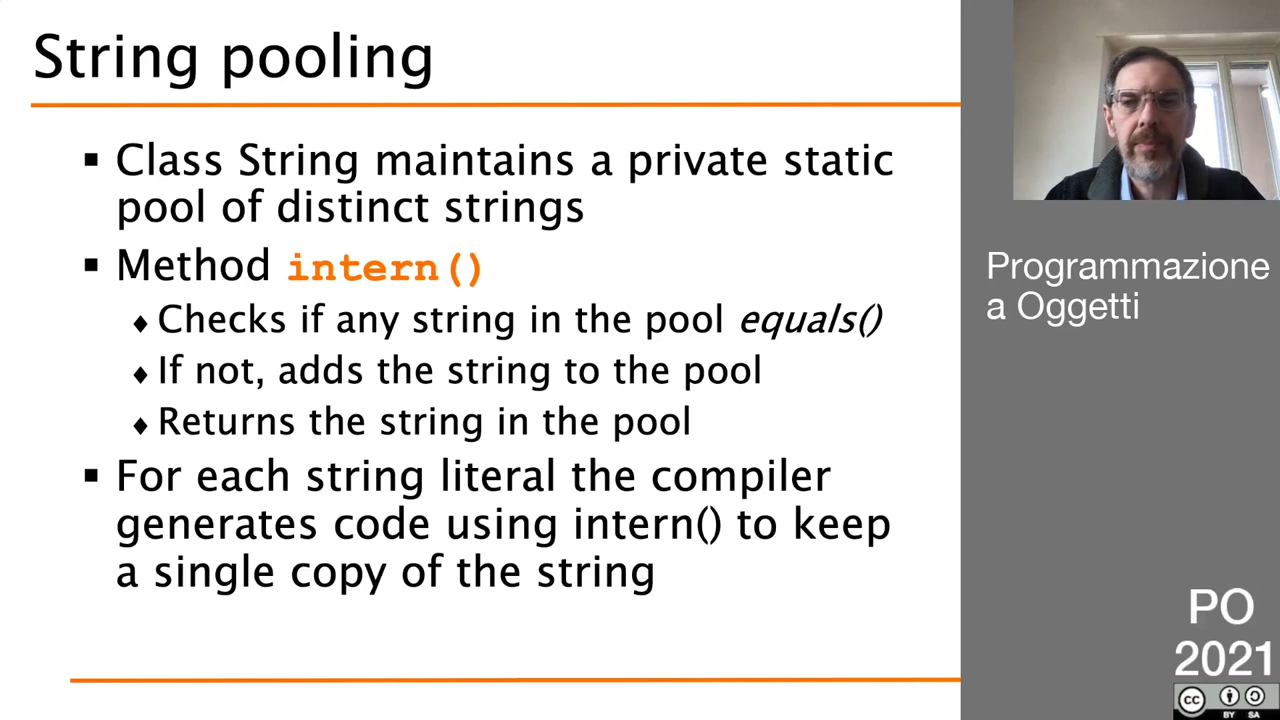 String pooling
▪ Class String maintains a private static
pool of distinct strings
▪ Method intern()
♦ Checks if any string in the pool equals()
♦ If not, adds the string to the pool
♦ Returns the string in the pool
▪ For each string literal the compiler
generates code using intern() to keep
a single copy of the string
Programmazione
a Oggetti
PO
2021
cc
BY SA